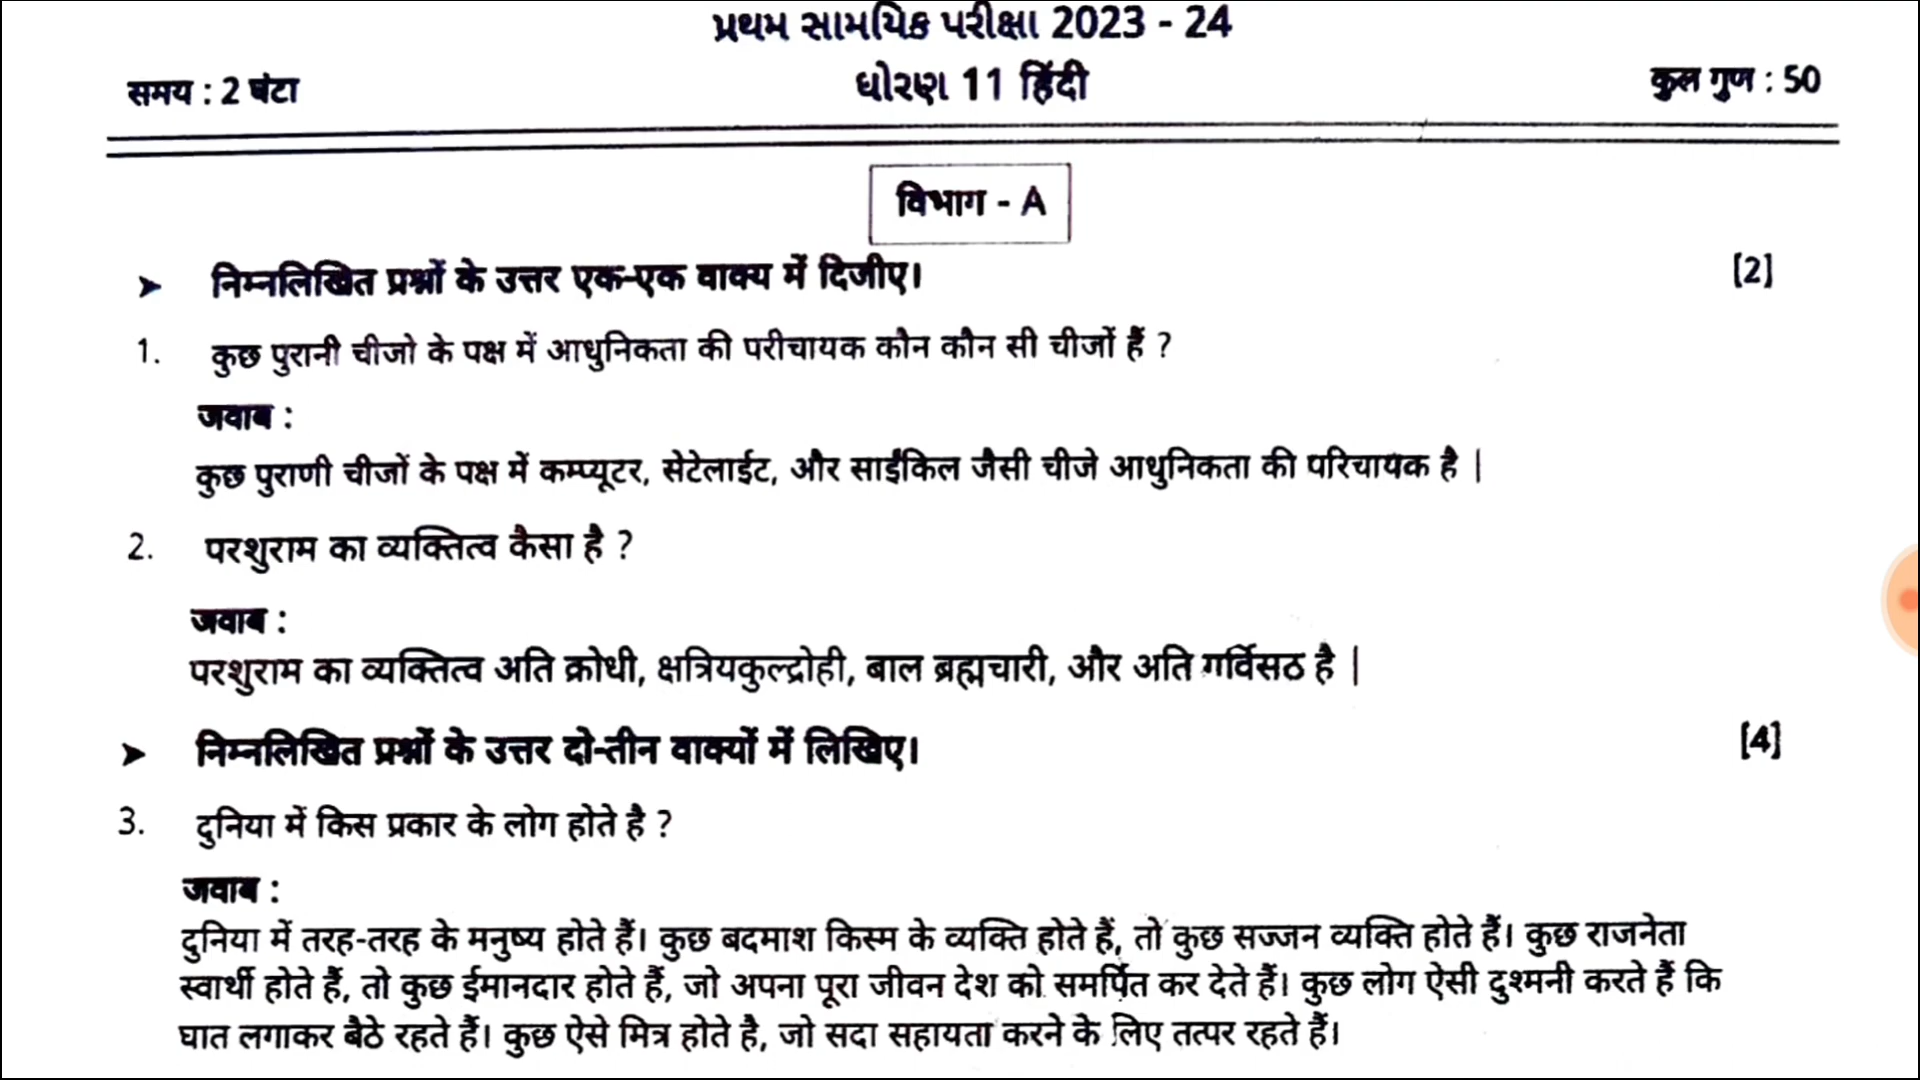 પ્રથમ સામયિક પરીક્ષા 2023 - 24
समय : 2 घंटा
ધોરણ 11 हिंदी
कुल गुण : 50
विभाग - A
➤ निम्नलिखित प्रश्नों के उत्तर एक-एक वाक्य में दिजीए। [2]
1. कुछ पुरानी चीजो के पक्ष में आधुनिकता की परीचायक कौन कौन सी चीजों हैं ?
जवाब :
कुछ पुराणी चीजों के पक्ष में कम्प्यूटर, सेटेलाईट, और साईकिल जैसी चीजे आधुनिकता की परिचायक है |
2. परशुराम का व्यक्तित्व कैसा है ?
जवाब :
परशुराम का व्यक्तित्व अति क्रोधी, क्षत्रियकुल्द्रोही, बाल ब्रह्मचारी, और अति गर्विसठ है |
➤ निम्नलिखित प्रश्नों के उत्तर दो-तीन वाक्यों में लिखिए। [4]
3. दुनिया में किस प्रकार के लोग होते है ?
जवाब :
दुनिया में तरह-तरह के मनुष्य होते हैं। कुछ बदमाश किस्म के व्यक्ति होते हैं, तो कुछ सज्जन व्यक्ति होते हैं। कुछ राजनेता
स्वार्थी होते हैं, तो कुछ ईमानदार होते हैं, जो अपना पूरा जीवन देश को समर्पित कर देते हैं। कुछ लोग ऐसी दुश्मनी करते हैं कि
घात लगाकर बैठे रहते हैं। कुछ ऐसे मित्र होते है, जो सदा सहायता करने के लिए तत्पर रहते हैं।